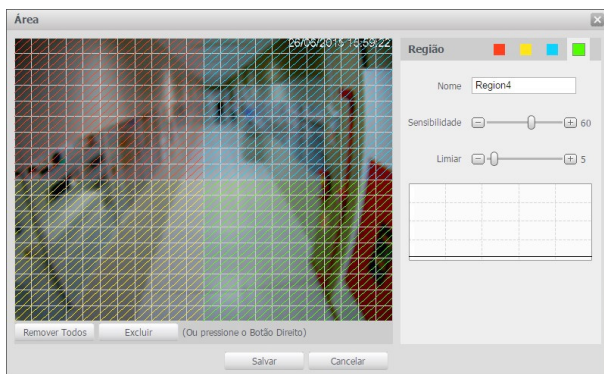 Área
26/06/2015 15:59:22
Região
Nome Region4
Sensibilidade 60
Limiar 5
Remover Todos Excluir (Ou pressione o Botão Direito)
Salvar Cancelar